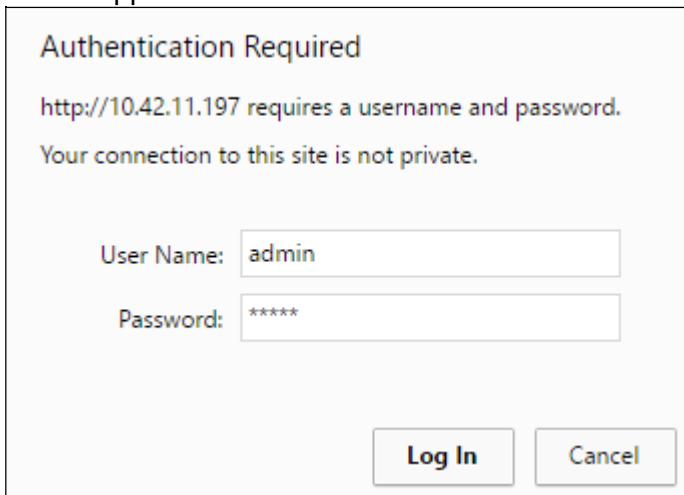 Authentication Required
http://10.42.11.197 requires a username and password.
Your connection to this site is not private.
User Name: admin
Password: *****
Log In Cancel